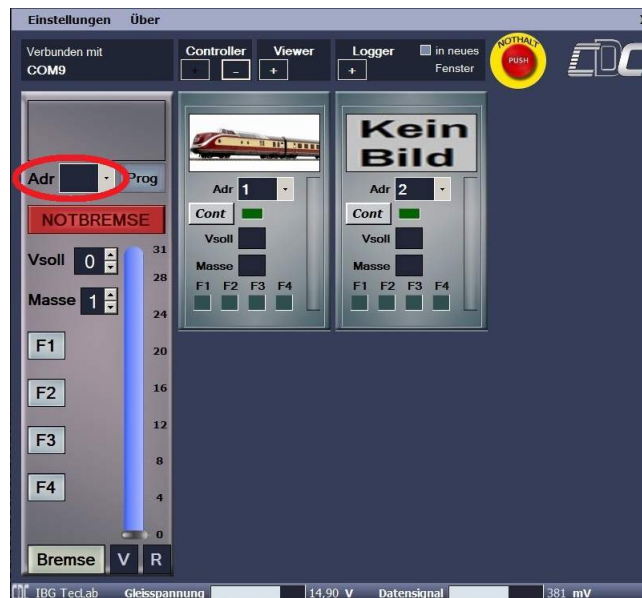 Einstellungen Über
Verbunden mit
COM9
Controller
+ -
Viewer
+
Logger
+
in neues
Fenster
NOTHALT
PUSH
CDC
Adr
Prog
NOTBREMSE
Vsoll 0
Masse 1
31
28
24
20
16
12
8
4
0
F1
F2
F3
F4
Bremse V R
Adr 1
Cont
Vsoll
Masse
F1 F2 F3 F4
Kein
Bild
Adr 2
Cont
Vsoll
Masse
F1 F2 F3 F4
IBG TecLab Gleisspannung 14,90 V Datensignal 381 mV